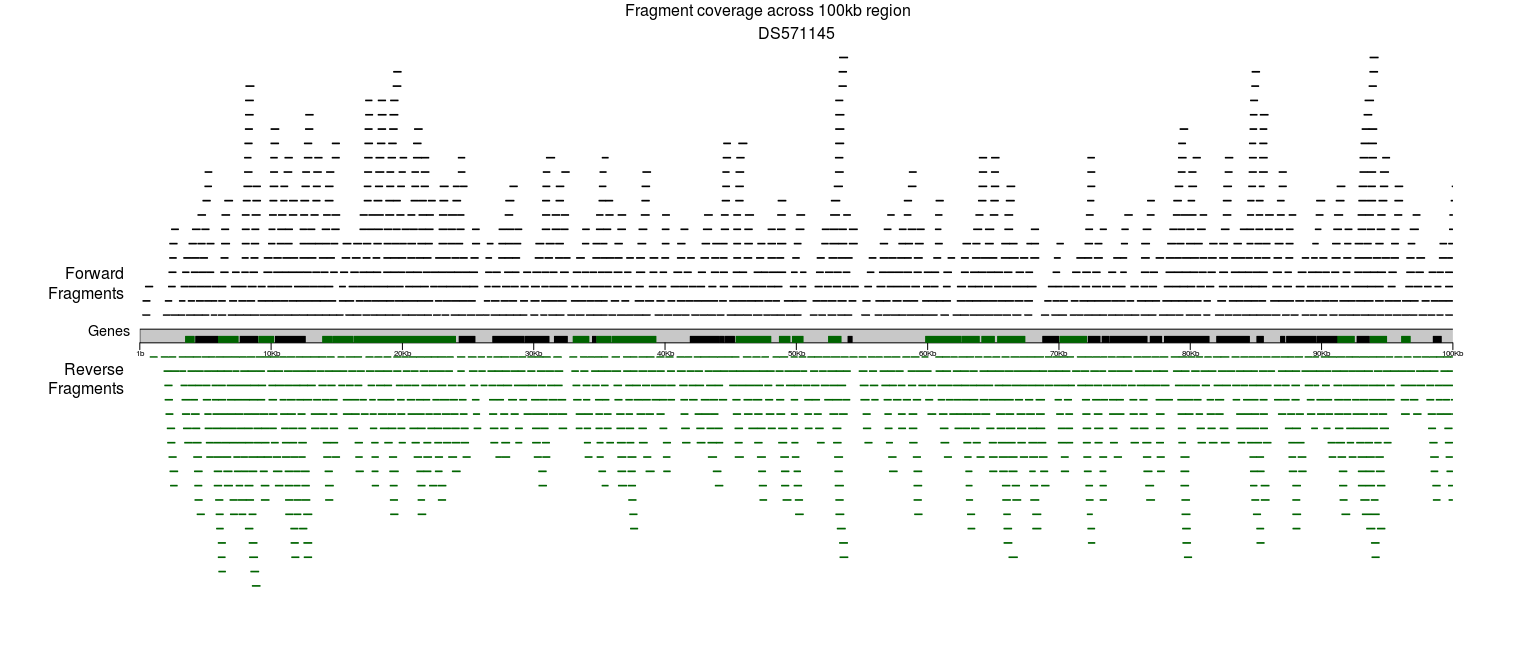 Fragment coverage across 100kb region
DS571145
Forward
Fragments
Genes
1b 10Kb 20Kb 30Kb 40Kb 50Kb 60Kb 70Kb 80Kb 90Kb 100Kb
Reverse
Fragments